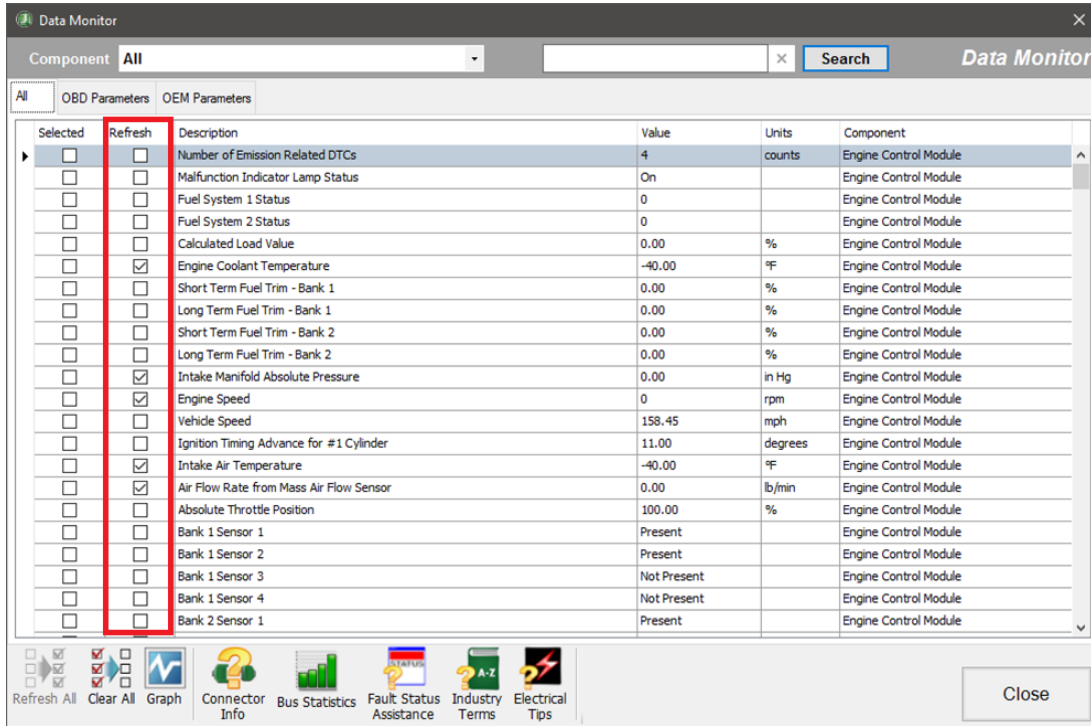 Data Monitor
Component All Search Data Monitor
All OBD Parameters OEM Parameters
Selected Refresh Description Value Units Component
Number of Emission Related DTCs 4 counts Engine Control Module
Malfunction Indicator Lamp Status On Engine Control Module
Fuel System 1 Status 0 Engine Control Module
Fuel System 2 Status 0 Engine Control Module
Calculated Load Value 0.00 % Engine Control Module
Engine Coolant Temperature -40.00 °F Engine Control Module
Short Term Fuel Trim - Bank 1 0.00 % Engine Control Module
Long Term Fuel Trim - Bank 1 0.00 % Engine Control Module
Short Term Fuel Trim - Bank 2 0.00 % Engine Control Module
Long Term Fuel Trim - Bank 2 0.00 % Engine Control Module
Intake Manifold Absolute Pressure 0.00 in Hg Engine Control Module
Engine Speed 0 rpm Engine Control Module
Vehicle Speed 158.45 mph Engine Control Module
Ignition Timing Advance for #1 Cylinder 11.00 degrees Engine Control Module
Intake Air Temperature -40.00 °F Engine Control Module
Air Flow Rate from Mass Air Flow Sensor 0.00 lb/min Engine Control Module
Absolute Throttle Position 100.00 % Engine Control Module
Bank 1 Sensor 1 Present Engine Control Module
Bank 1 Sensor 2 Present Engine Control Module
Bank 1 Sensor 3 Not Present Engine Control Module
Bank 1 Sensor 4 Not Present Engine Control Module
Bank 2 Sensor 1 Present Engine Control Module
STATUS
A-Z
Refresh All Clear All Graph Connector Info Bus Statistics Fault Status Assistance Industry Terms Electrical Tips Close